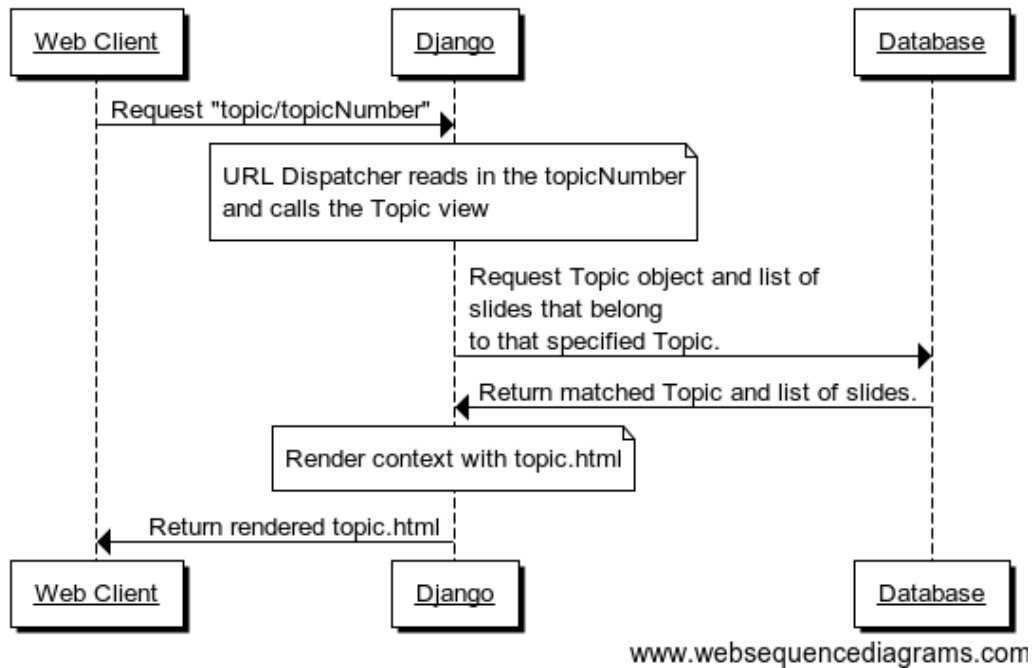 Web Client
Django
Database
Request "topic/topicNumber"
URL Dispatcher reads in the topicNumber
and calls the Topic view
Request Topic object and list of
slides that belong
to that specified Topic.
Return matched Topic and list of slides.
Render context with topic.html
Return rendered topic.html
Web Client
Django
Database
www.websequencediagrams.com